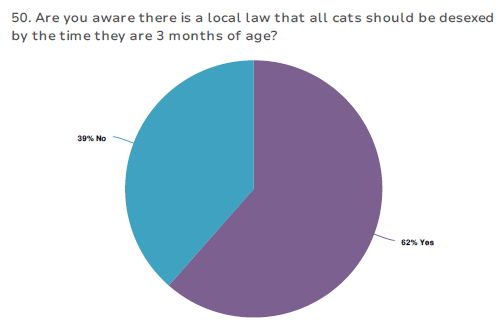 50. Are you aware there is a local law that all cats should be desexed
by the time they are 3 months of age?
39% No
62% Yes